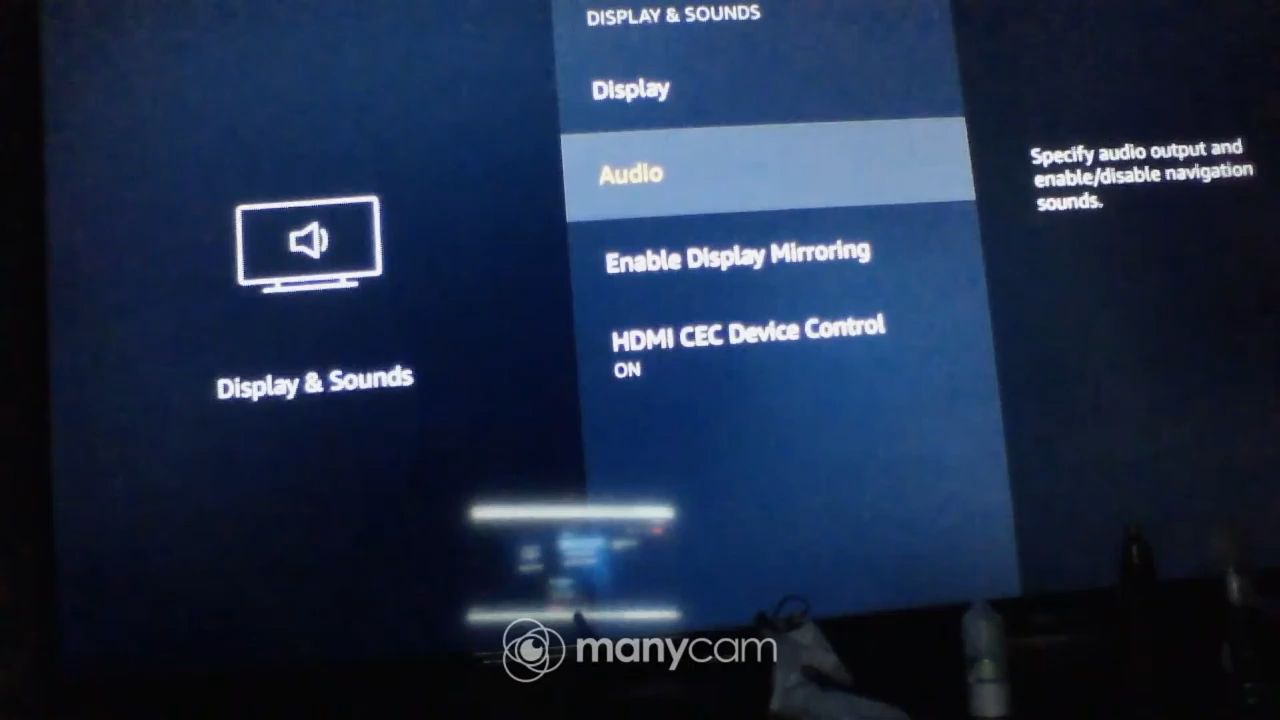 DISPLAY & SOUNDS
Display
Audio
Enable Display Mirroring
HDMI CEC Device Control
ON
Display & Sounds
Specify audio output and
enable/disable navigation
sounds.
manycam